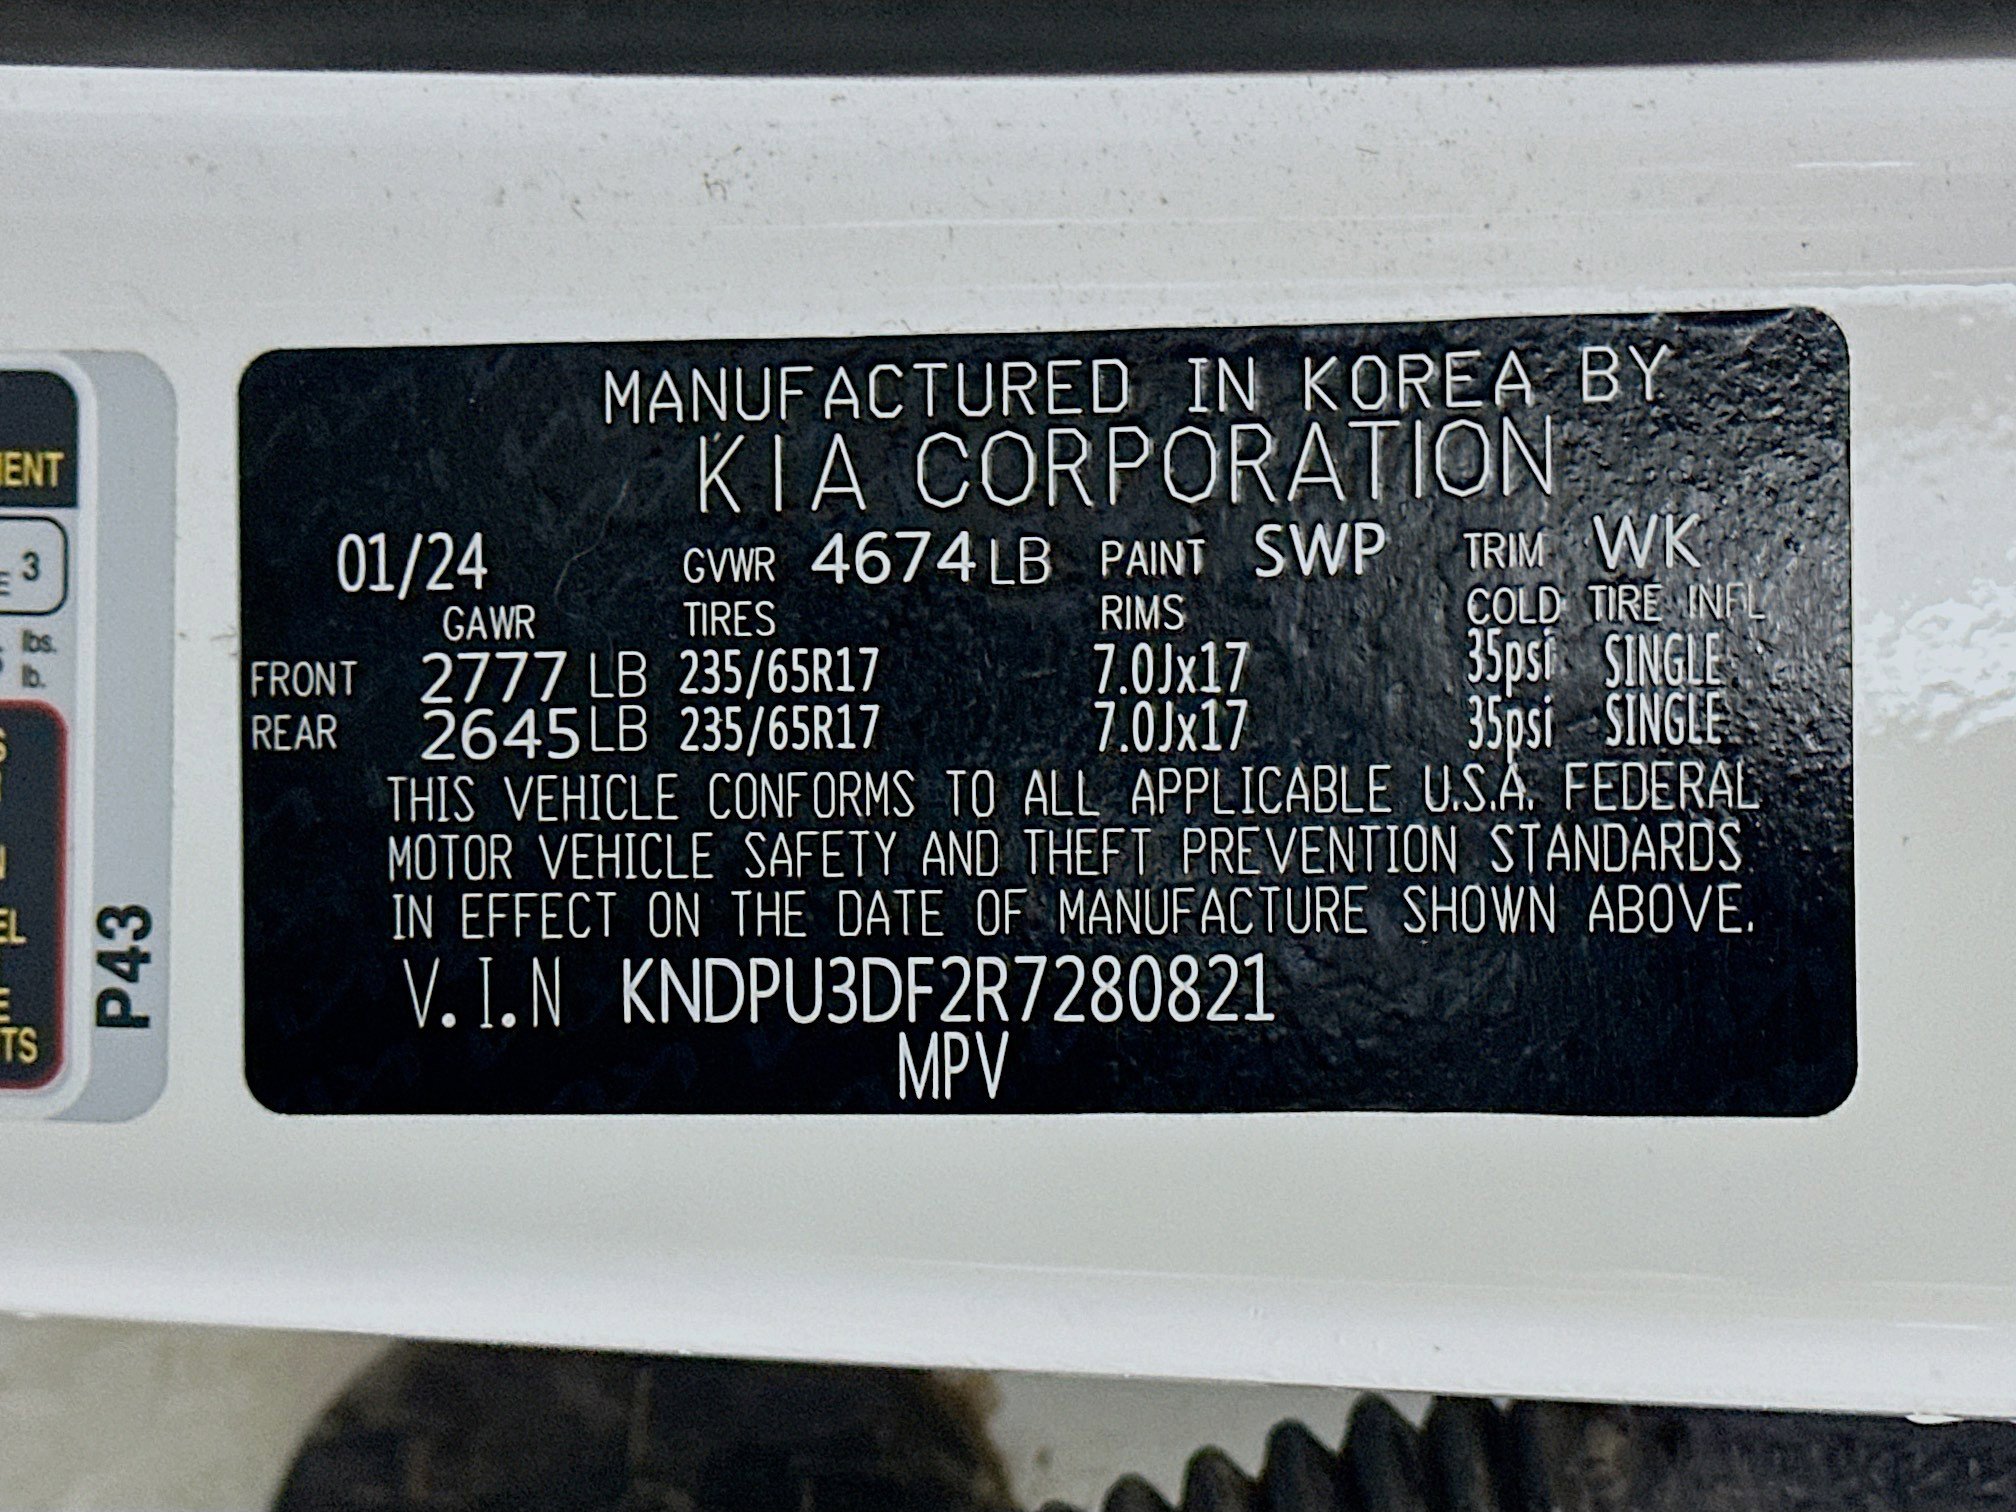 MANUFACTURED IN KOREA BY
KIA CORPORATION
01/24 GVWR 4674 LB PAINT SWP TRIM WK
GAWR TIRES RIMS COLD TIRE INFL
FRONT 2777 LB 235/65R17 7.0Jx17 35psi SINGLE
REAR 2645 LB 235/65R17 7.0Jx17 35psi SINGLE
THIS VEHICLE CONFORMS TO ALL APPLICABLE U.S.A. FEDERAL
MOTOR VEHICLE SAFETY AND THEFT PREVENTION STANDARDS
IN EFFECT ON THE DATE OF MANUFACTURE SHOWN ABOVE.
V.I.N KNDPU3DF2R7280821
MPV
3
lbs.
lb.
P43